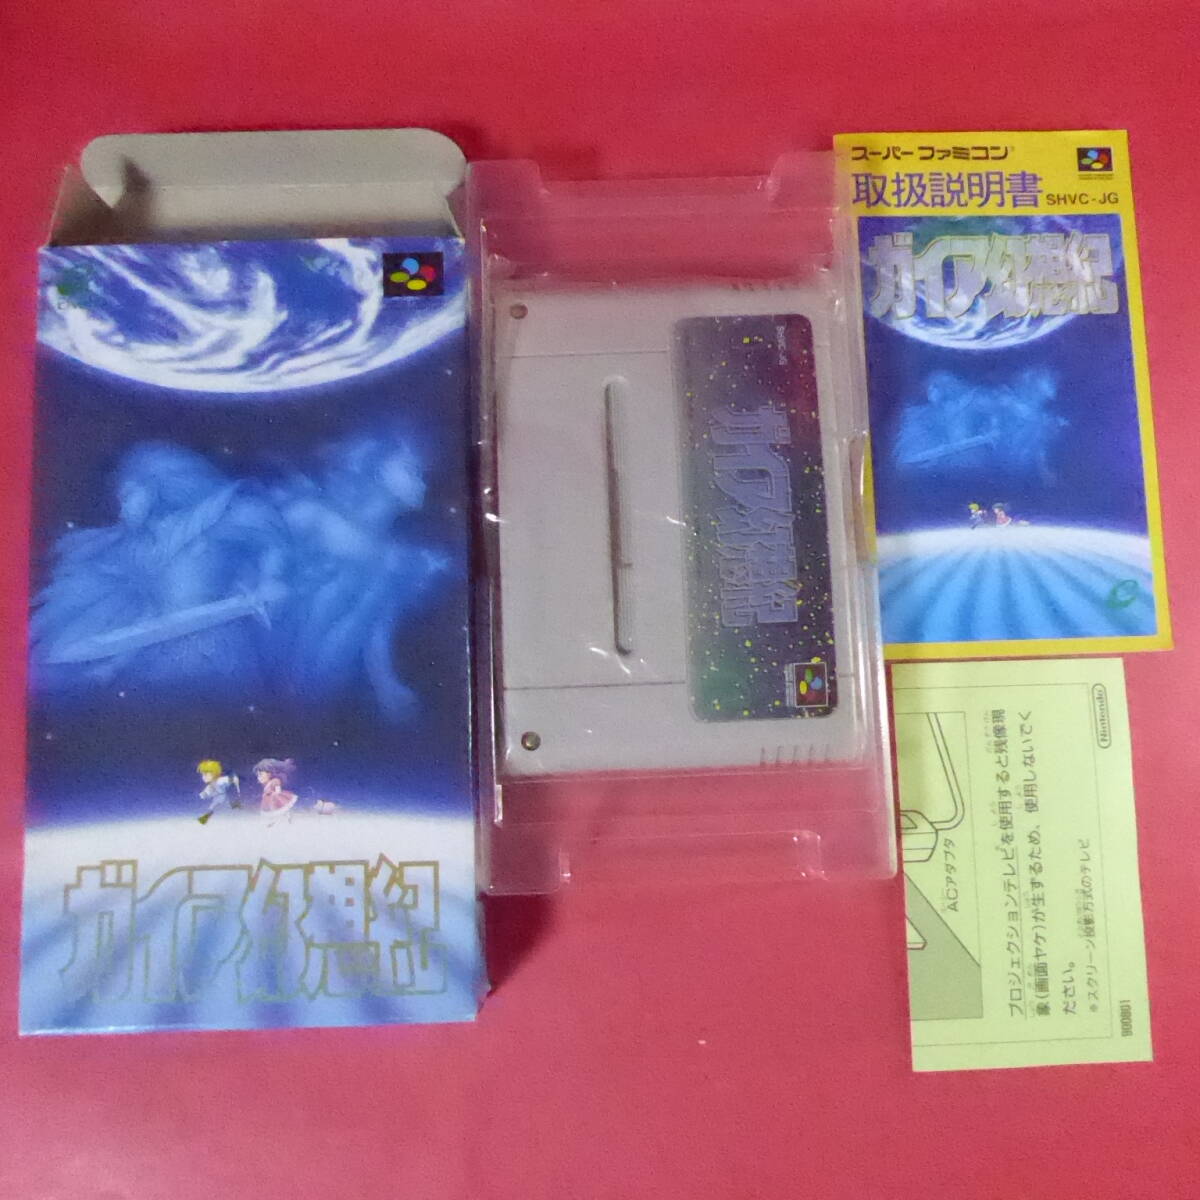 ガイア幻想紀
SHVC-JG
ガイア幻想紀
スーパーファミコン
取扱説明書
SHVC-JG
ガイア幻想紀
Nintendo
プロジェクションテレビを使用すると残像現
象(画面ヤケ)が生ずるため、使用しないでく
ださい。
*スクリーン投影方式のテレビ
ACアダプタ
900801